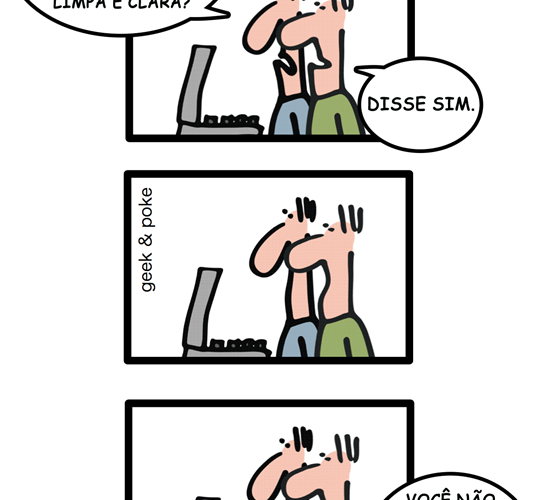 LIMPA E CLARA?
DISSE SIM.
geek & poke
VOCÊ NÃO